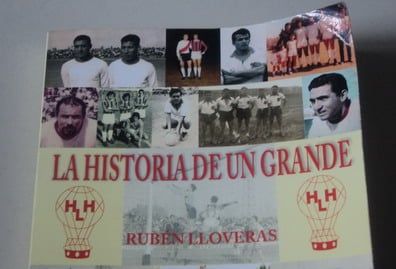 LA HISTORIA DE UN GRANDE
HLH
HLH
RUBEN LLOVERAS